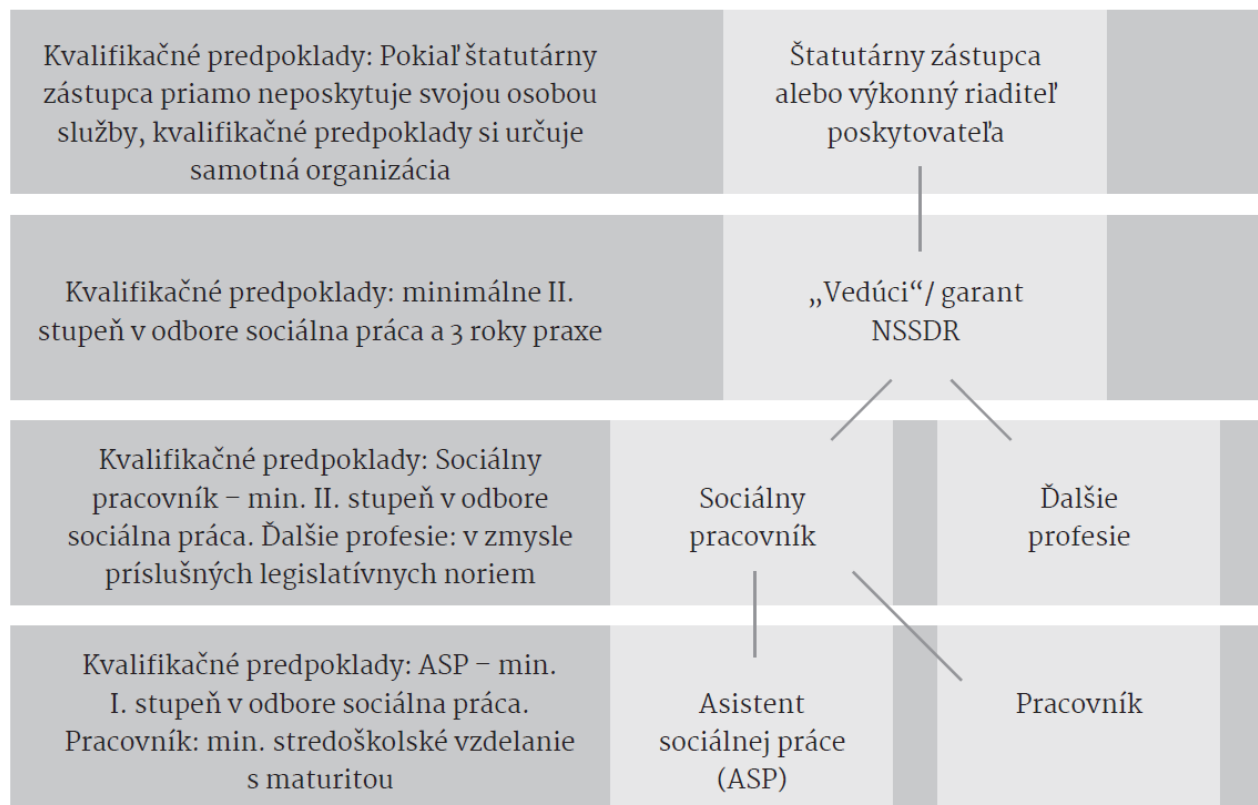 Kvalifikačné predpoklady: Pokiaľ štatutárny
zástupca priamo neposkytuje svojou osobou
služby, kvalifikačné predpoklady si určuje
samotná organizácia
Štatutárny zástupca
alebo výkonný riaditeľ
poskytovateľa
Kvalifikačné predpoklady: minimálne II.
stupeň v odbore sociálna práca a 3 roky praxe
„Vedúci“/ garant
NSSDR
Kvalifikačné predpoklady: Sociálny
pracovník – min. II. stupeň v odbore
sociálna práca. Ďalšie profesie: v zmysle
príslušných legislatívnych noriem
Sociálny
pracovník
Ďalšie
profesie
Kvalifikačné predpoklady: ASP – min.
I. stupeň v odbore sociálna práca.
Pracovník: min. stredoškolské vzdelanie
s maturitou
Asistent
sociálnej práce
(ASP)
Pracovník